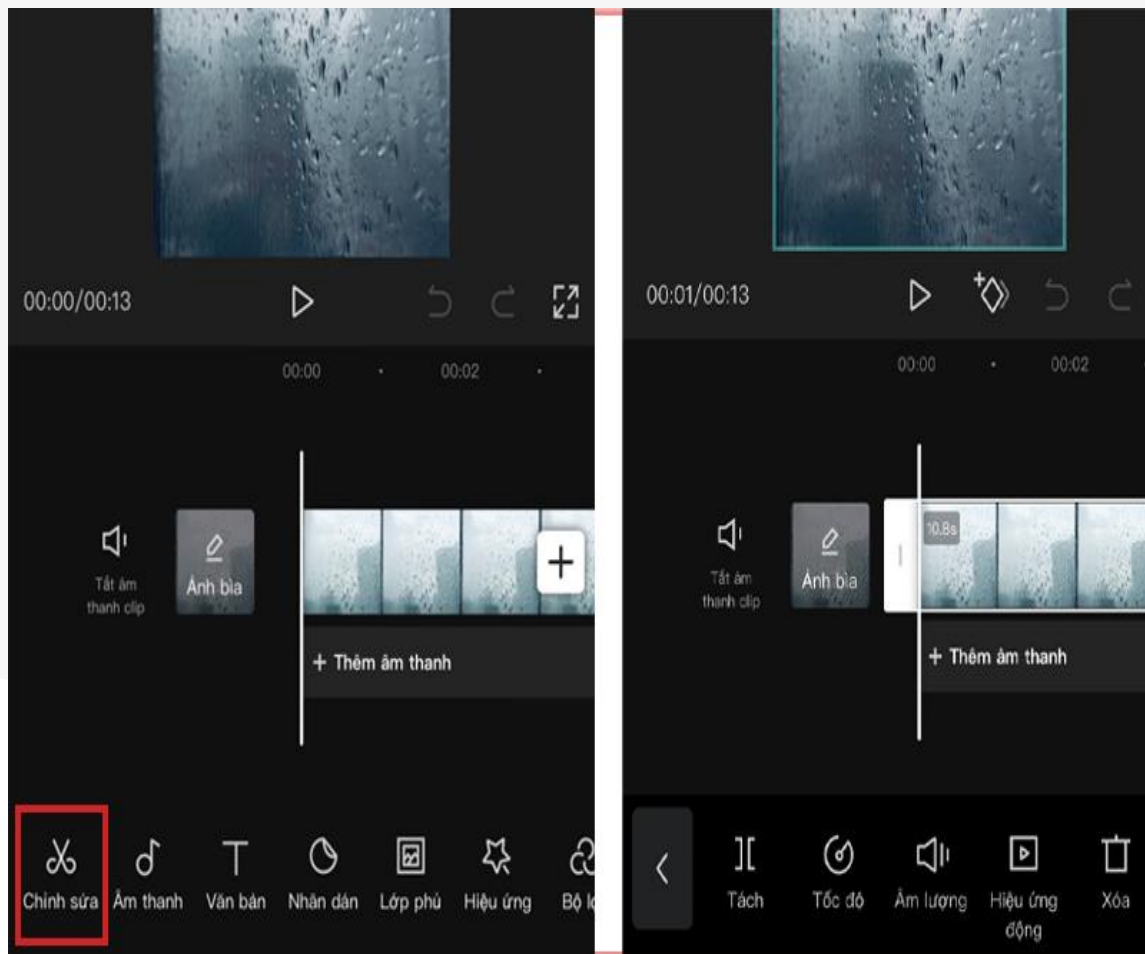 00:00/00:13
00:00
00:02
Tắt âm
thanh clip
Ảnh bìa
+ Thêm âm thanh
Chỉnh sửa
Âm thanh
Văn bản
Nhãn dán
Lớp phủ
Hiệu ứng
Bộ
00:01/00:13
00:00
00:02
10.8s
Tắt âm
thanh clip
Ảnh bìa
+ Thêm âm thanh
Tách
Tốc độ
Âm lượng
Hiệu ứng
động
Xóa